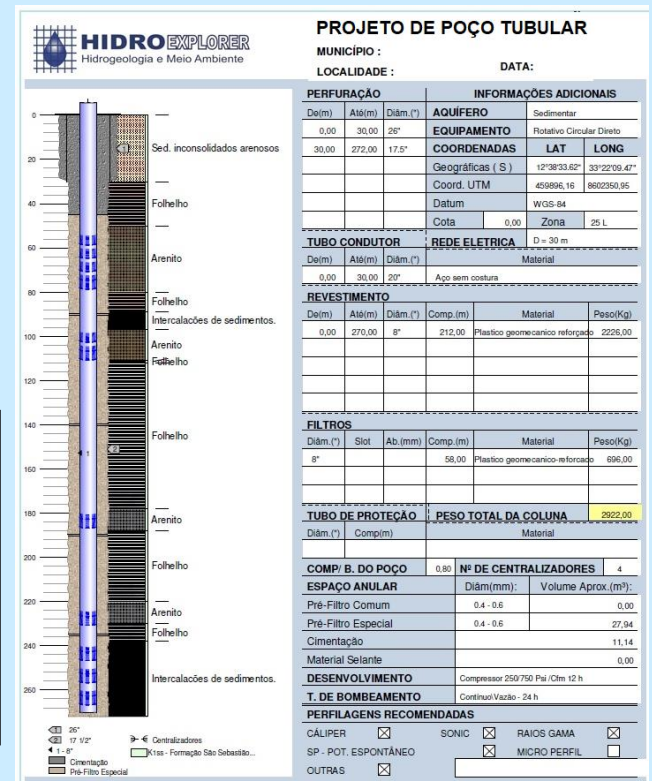 HIDROEXPLORER
Hidrogeologia e Meio Ambiente
PROJETO DE POÇO TUBULAR
MUNICÍPIO :
LOCALIDADE :
DATA:
0
20
40
60
80
100
120
140
160
180
200
220
240
260
1
2
1
Sed. inconsolidados arenosos
Folhelho
Arenito
Folhelho
Intercalacões de sedimentos.
Arenito
Folhelho
Folhelho
Arenito
Folhelho
Arenito
Folhelho
Intercalacões de sedimentos.
1 26"
2 17 1/2"
1 - 8"
Cimentação
Pré-Filtro Especial
Centralizadores
K1ss - Formação São Sebastião...
PERFURAÇÃO
De(m) Até(m) Diâm.(")
0,00 30,00 26"
30,00 272,00 17.5"
INFORMAÇÕES ADICIONAIS
AQUÍFERO Sedimentar
EQUIPAMENTO Rotativo Circular Direto
COORDENADAS LAT LONG
Geográficas ( S ) 12°38'33.62" 33°22'09.47"
Coord. UTM 459896,16 8602350,95
Datum WGS-84
Cota 0,00 Zona 25 L
TUBO CONDUTOR REDE ELETRICA D = 30 m
De(m) Até(m) Diâm.(") Material
0,00 30,00 20" Aço sem costura
REVESTIMENTO
De(m) Até(m) Diâm.(") Comp.(m) Material Peso(Kg)
0,00 270,00 8" 212,00 Plastico geomecanico reforçado 2226,00
FILTROS
Diâm.(") Slot Ab.(mm) Comp.(m) Material Peso(Kg)
8" 58,00 Plastico geomecanico-reforcado 696,00
TUBO DE PROTEÇÃO PESO TOTAL DA COLUNA 2922,00
Diâm.(") Comp(m) Material
COMP/ B. DO POÇO 0,80 Nº DE CENTRALIZADORES 4
ESPAÇO ANULAR Diâm(mm): Volume Aprox.(m³):
Pré-Filtro Comum 0.4 - 0.6 0,00
Pré-Filtro Especial 0.4 - 0.6 27,94
Cimentação 11,14
Material Selante 0,00
DESENVOLVIMENTO Compressor 250/750 Psi /Cfm 12 h
T. DE BOMBEAMENTO Contínuo\Vazão - 24 h
PERFILAGENS RECOMENDADAS
CÁLIPER SONIC RAIOS GAMA
SP - POT. ESPONTÂNEO MICRO PERFIL
OUTRAS